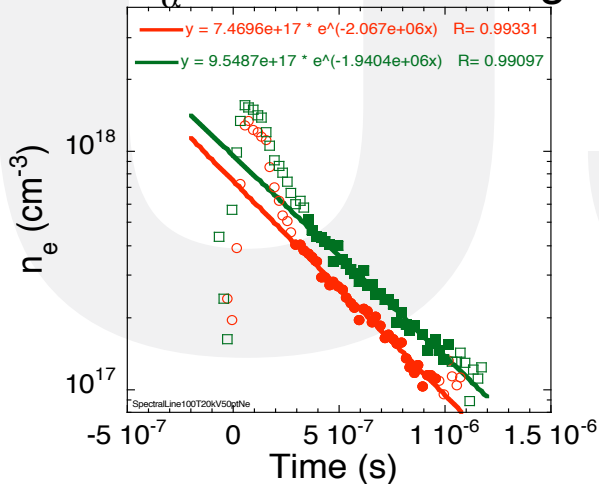 α
y = 7.4696e+17 * e^(-2.067e+06x) R= 0.99331
y = 9.5487e+17 * e^(-1.9404e+06x) R= 0.99097
10^18
n_e (cm^-3)
10^17
SpectralLine100T20kV50ptNe
-5 10^-7 0 5 10^-7 1 10^-6 1.5 10^-6
Time (s)